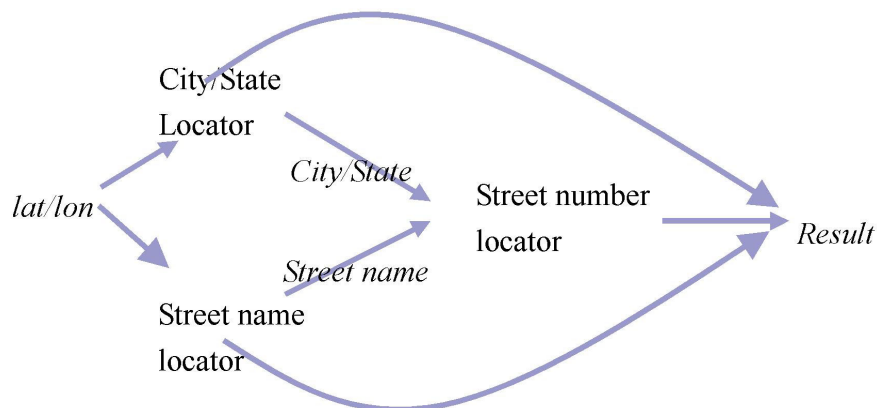 City/State
Locator
City/State
lat/lon
Street number
locator
Result
Street name
Street name
locator